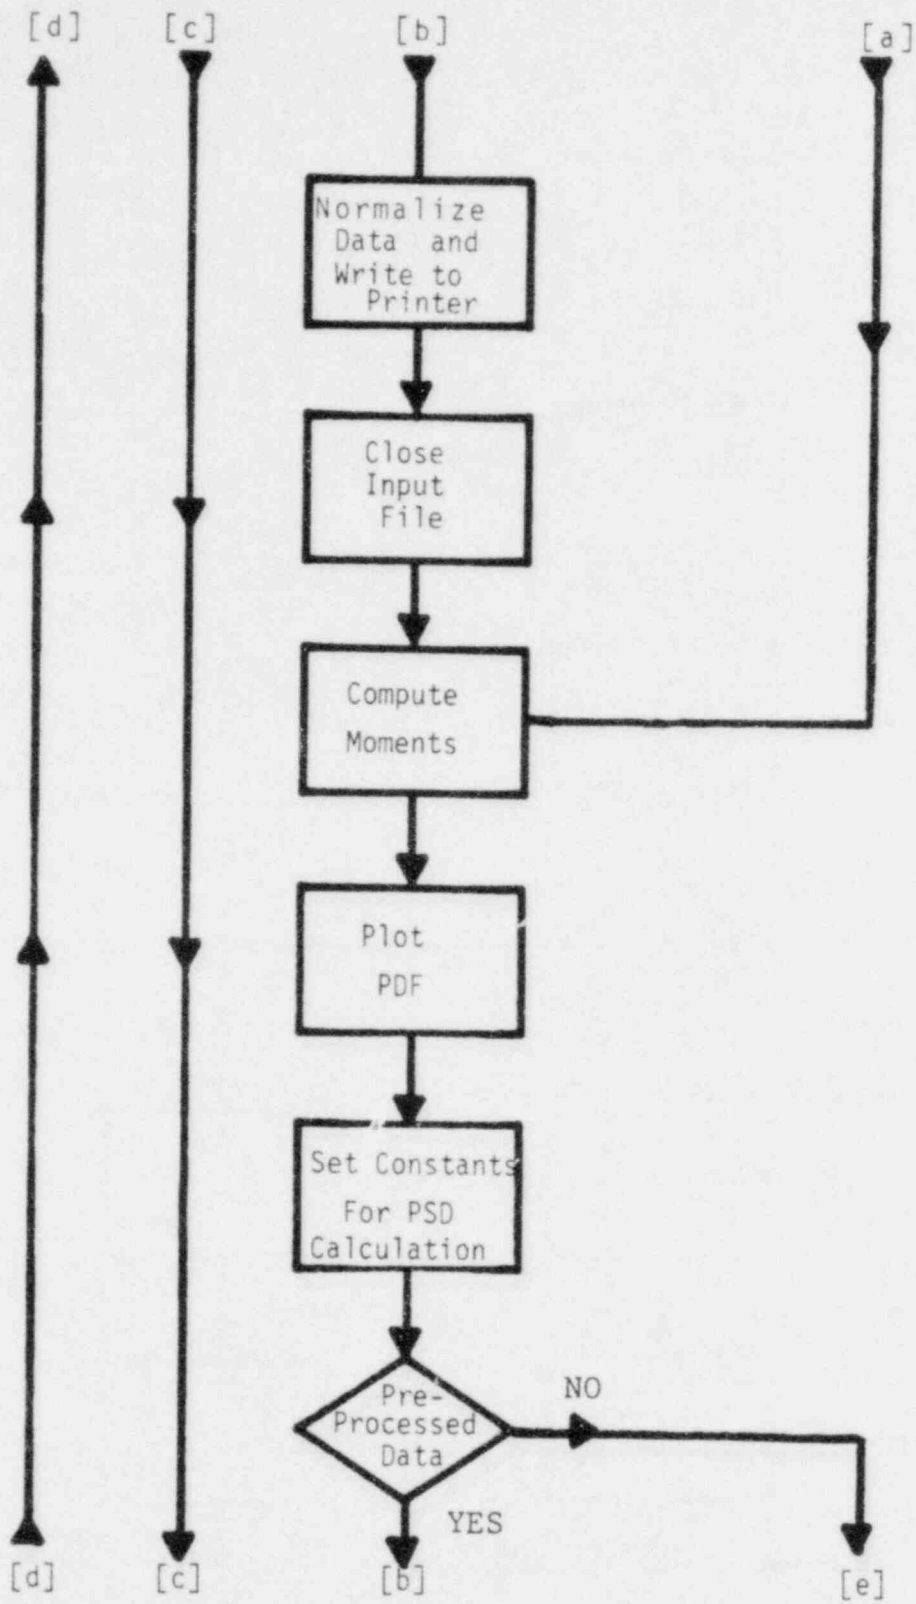 [d]
[c]
[b]
[a]
Normalize
Data and
Write to
Printer
Close
Input
File
Compute
Moments
Plot
PDF
Set Constants
For PSD
Calculation
Pre-
Processed
Data
NO
YES
[d]
[c]
[b]
[e]